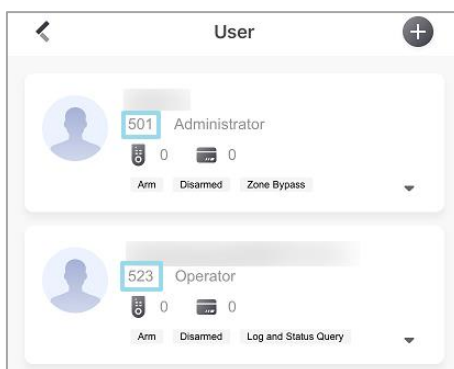 User
501 Administrator
0 0
Arm Disarmed Zone Bypass
523 Operator
0 0
Arm Disarmed Log and Status Query